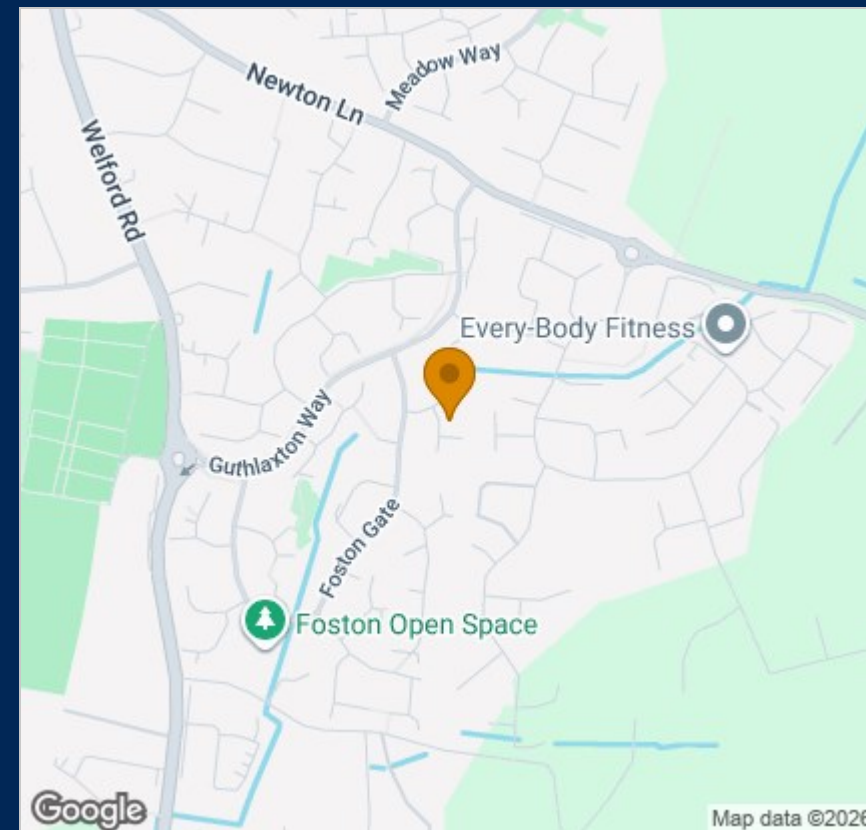 Meadow Way
Newton Ln
Welford Rd
Every-Body Fitness
Guthlaxton Way
Foston Gate
Foston Open Space
Google
Map data ©2026